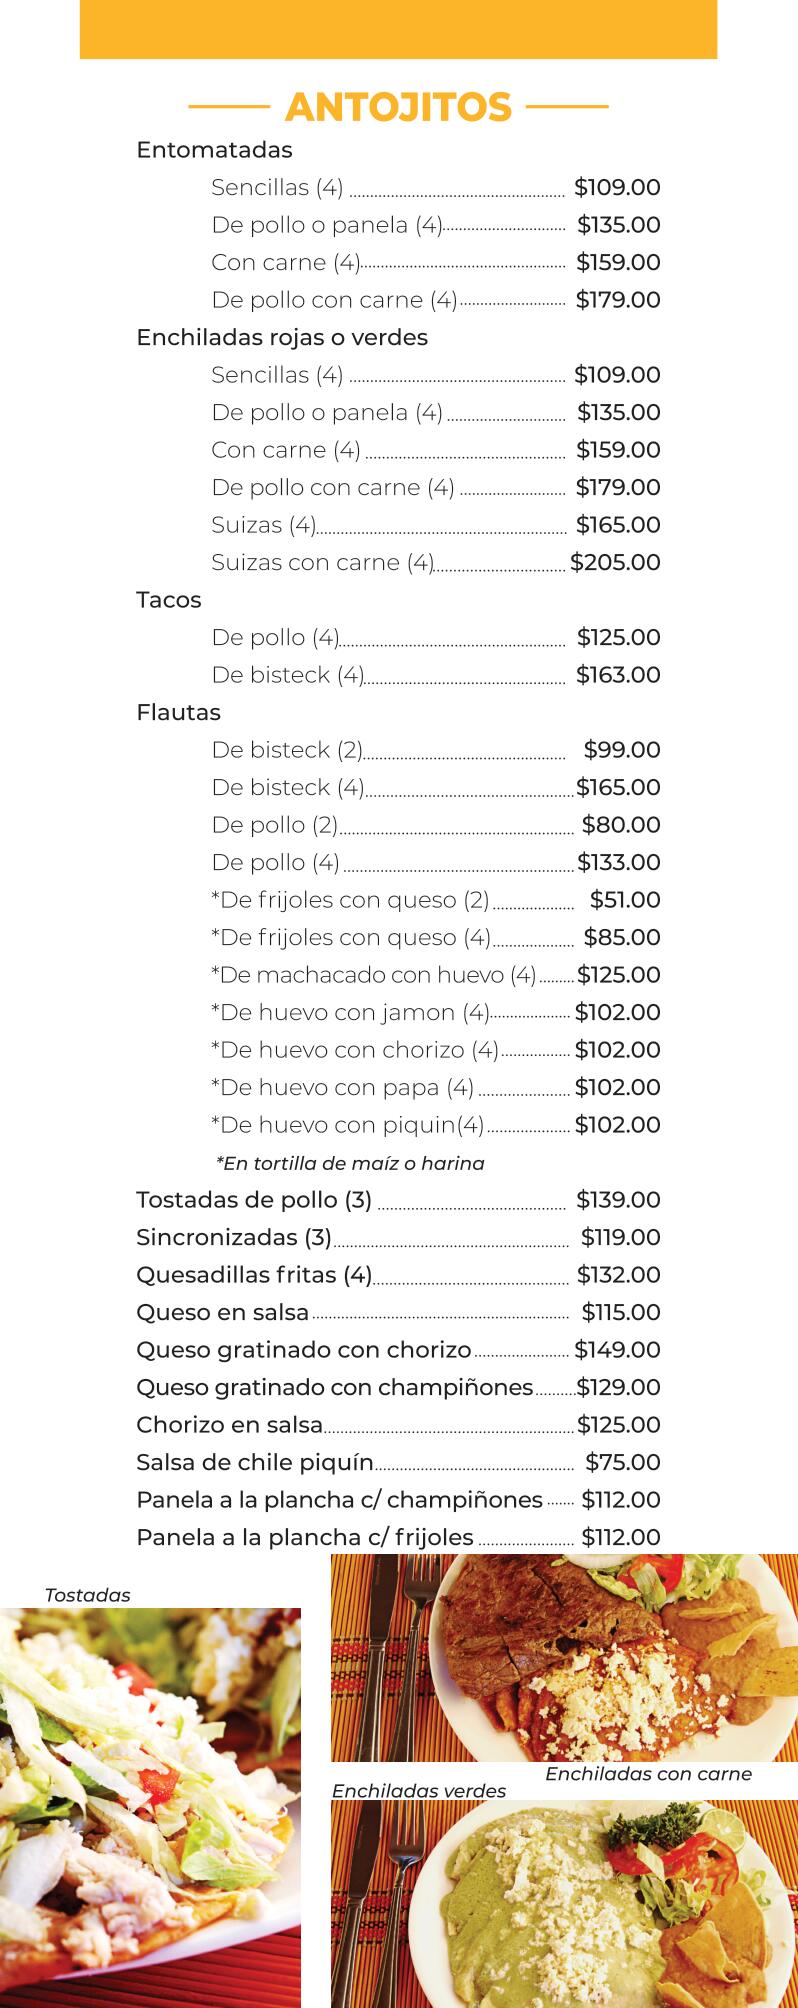 ANTOJITOS
Entomatadas
Sencillas (4) $109.00
De pollo o panela (4) $135.00
Con carne (4) $159.00
De pollo con carne (4) $179.00
Enchiladas rojas o verdes
Sencillas (4) $109.00
De pollo o panela (4) $135.00
Con carne (4) $159.00
De pollo con carne (4) $179.00
Suizas (4) $165.00
Suizas con carne (4) $205.00
Tacos
De pollo (4) $125.00
De bisteck (4) $163.00
Flautas
De bisteck (2) $99.00
De bisteck (4) $165.00
De pollo (2) $80.00
De pollo (4) $133.00
*De frijoles con queso (2) $51.00
*De frijoles con queso (4) $85.00
*De machacado con huevo (4) $125.00
*De huevo con jamon (4) $102.00
*De huevo con chorizo (4) $102.00
*De huevo con papa (4) $102.00
*De huevo con piquin(4) $102.00
*En tortilla de maíz o harina
Tostadas de pollo (3) $139.00
Sincronizadas (3) $119.00
Quesadillas fritas (4) $132.00
Queso en salsa $115.00
Queso gratinado con chorizo $149.00
Queso gratinado con champiñones $129.00
Chorizo en salsa $125.00
Salsa de chile piquín $75.00
Panela a la plancha c/ champiñones $112.00
Panela a la plancha c/ frijoles $112.00
Tostadas
Enchiladas con carne
Enchiladas verdes